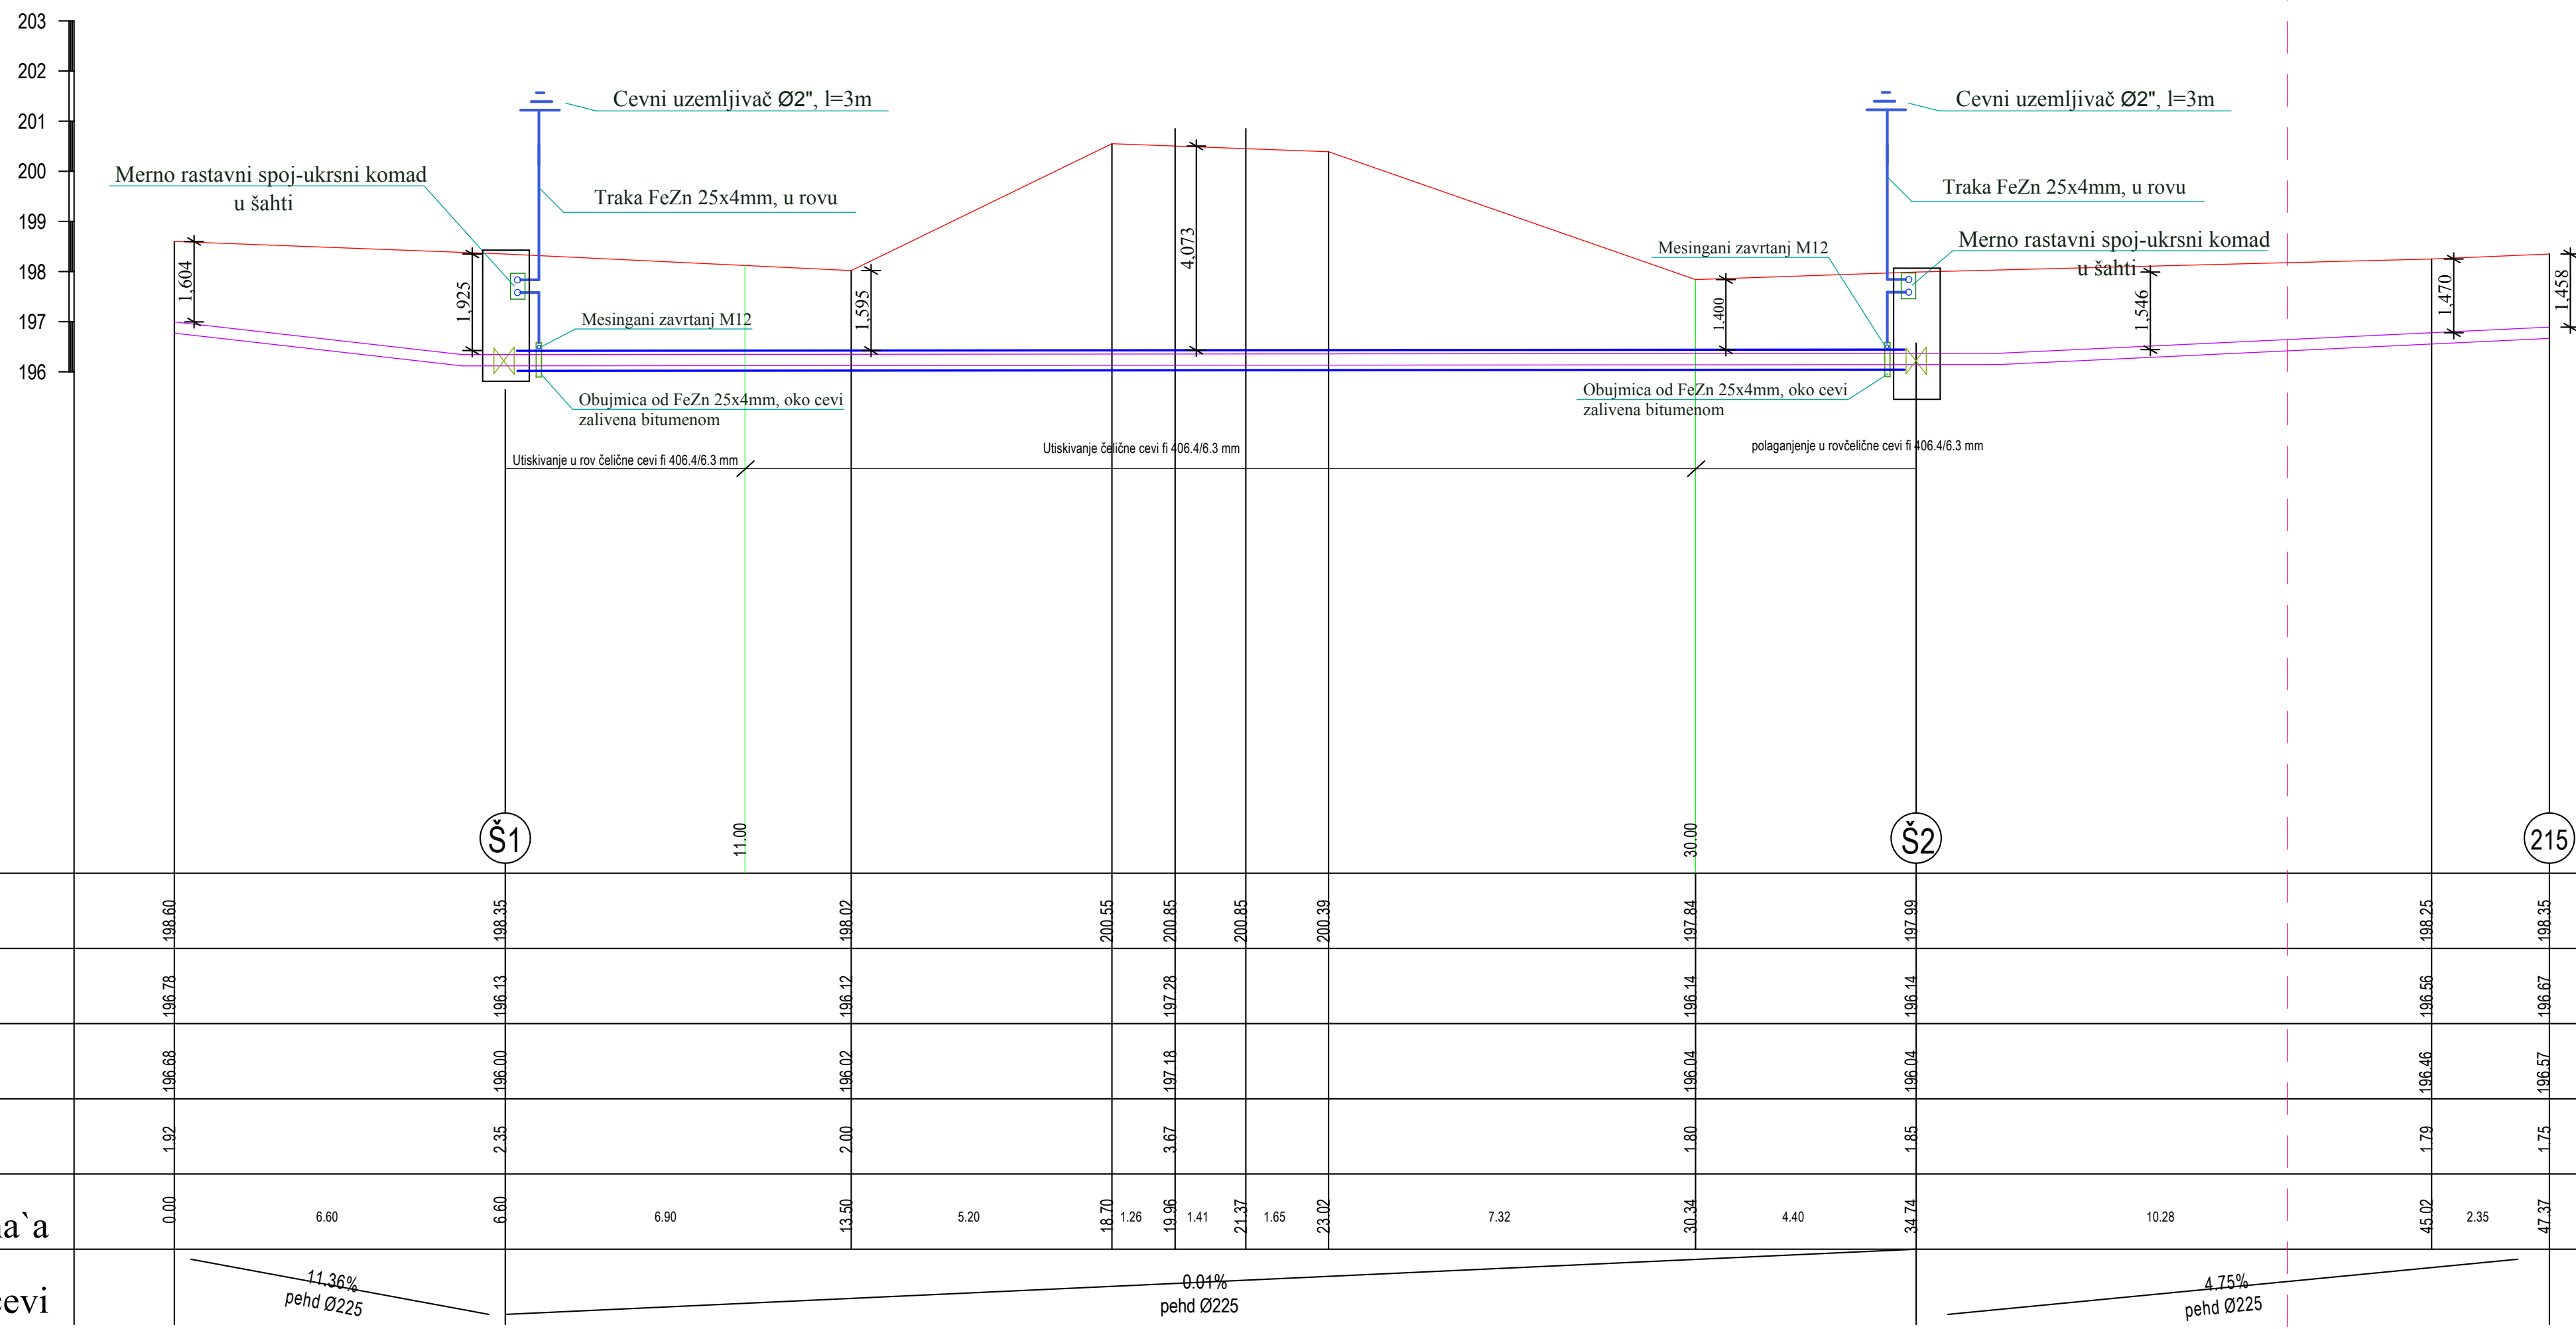 203
202
201
200
199
198
197
196
Cevni uzemljivač Ø2", l=3m
Cevni uzemljivač Ø2", l=3m
Merno rastavni spoj-ukrsni komad
u šahti
Traka FeZn 25x4mm, u rovu
Traka FeZn 25x4mm, u rovu
Mesingani zavrtanj M12
Merno rastavni spoj-ukrsni komad
u šahti
1,604
1,925
1,595
4,073
1,400
1,546
1,470
1,458
Mesingani zavrtanj M12
Obujmica od FeZn 25x4mm, oko cevi
zalivena bitumenom
Obujmica od FeZn 25x4mm, oko cevi
zalivena bitumenom
Utiskivanje u rov čelične cevi fi 406.4/6.3 mm
Utiskivanje čelične cevi fi 406.4/6.3 mm
polaganjenje u rovčelične cevi fi 406.4/6.3 mm
Š1
11.00
30.00
Š2
215
198.60 198.35 198.02 200.55 200.85 200.85 200.39 197.84 197.99 198.25 198.35
196.78 196.13 196.12 197.28 196.14 196.14 196.56 196.67
196.68 196.00 196.02 197.18 196.04 196.04 196.46 196.57
1.92 2.35 2.00 3.67 1.80 1.85 1.79 1.75
na`a 0.00 6.60 6.60 6.90 13.50 5.20 18.70 1.26 19.96 1.41 21.37 1.65 23.02 7.32 30.34 4.40 34.74 10.28 45.02 2.35 47.37
cevi
11.36%
pehd Ø225
0.01%
pehd Ø225
4.75%
pehd Ø225